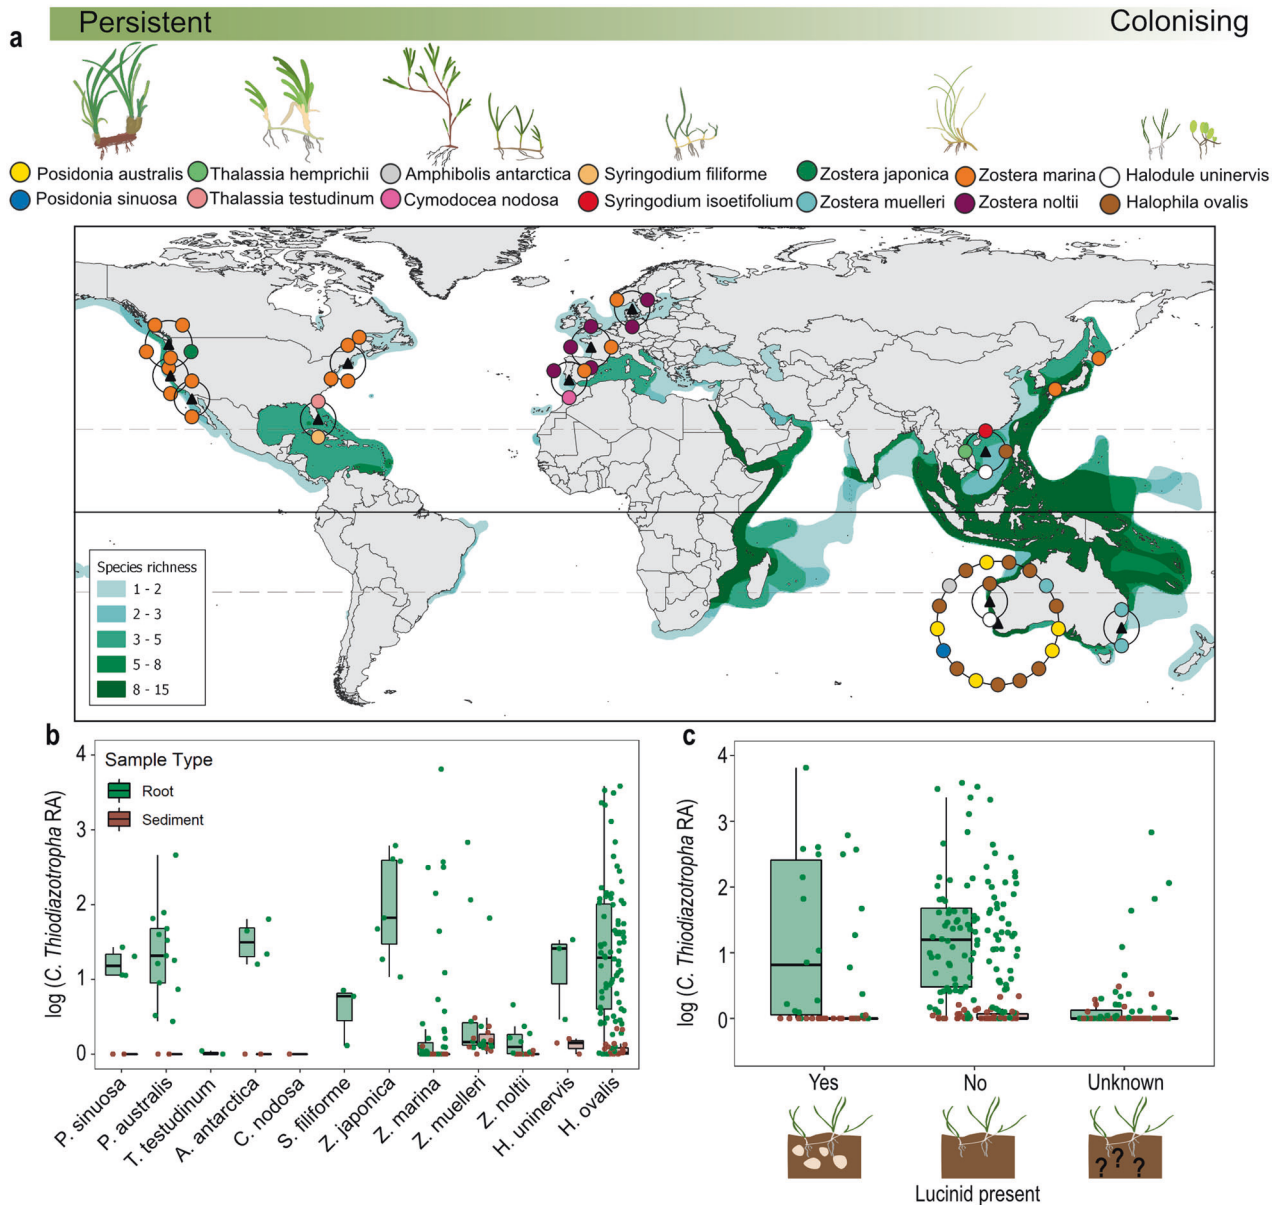 Persistent
Colonising
a
Posidonia australis
Thalassia hemprichii
Amphibolis antarctica
Syringodium filiforme
Zostera japonica
Zostera marina
Halodule uninervis
Posidonia sinuosa
Thalassia testudinum
Cymodocea nodosa
Syringodium isoetifolium
Zostera muelleri
Zostera noltii
Halophila ovalis
Species richness
1 - 2
2 - 3
3 - 5
5 - 8
8 - 15
b
log (C. Thiodiazotropha RA)
4
3
2
1
0
Sample Type
Root
Sediment
P. sinuosa
P. australis
T. testudinum
A. antarctica
C. nodosa
S. filiforme
Z. japonica
Z. marina
Z. muelleri
Z. noltii
H. uninervis
H. ovalis
c
log (C. Thiodiazotropha RA)
4
3
2
1
0
Yes
No
Unknown
? ? ?
Lucinid present